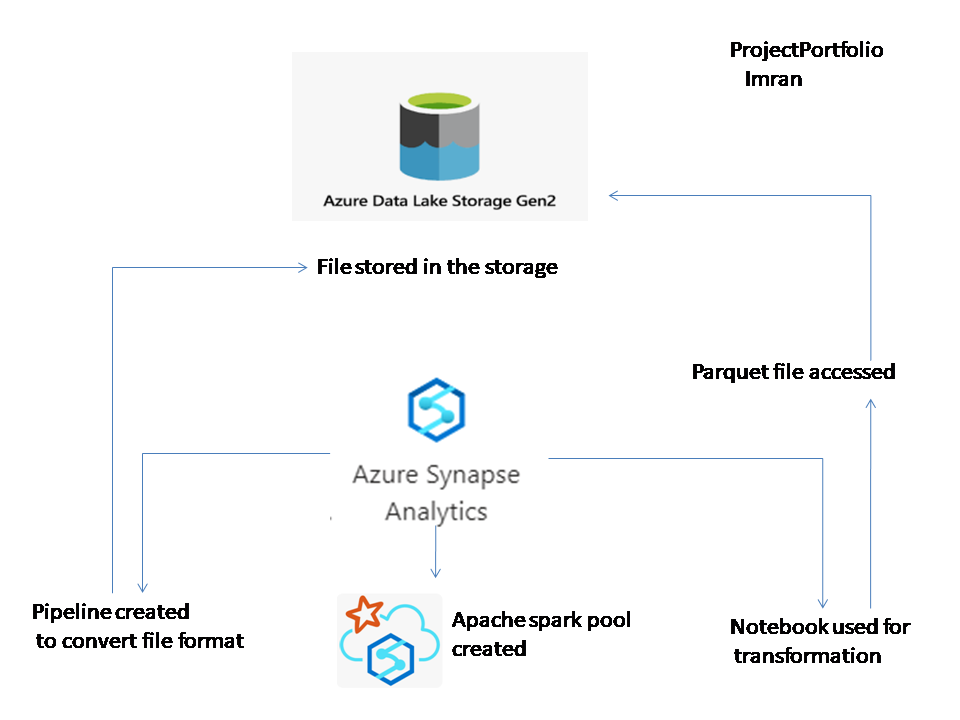 ProjectPortfolio
Imran
Azure Data Lake Storage Gen2
File stored in the storage
Parquet file accessed
Azure Synapse
Analytics
Pipeline created
to convert file format
Apache spark pool
created
Notebook used for
transformation